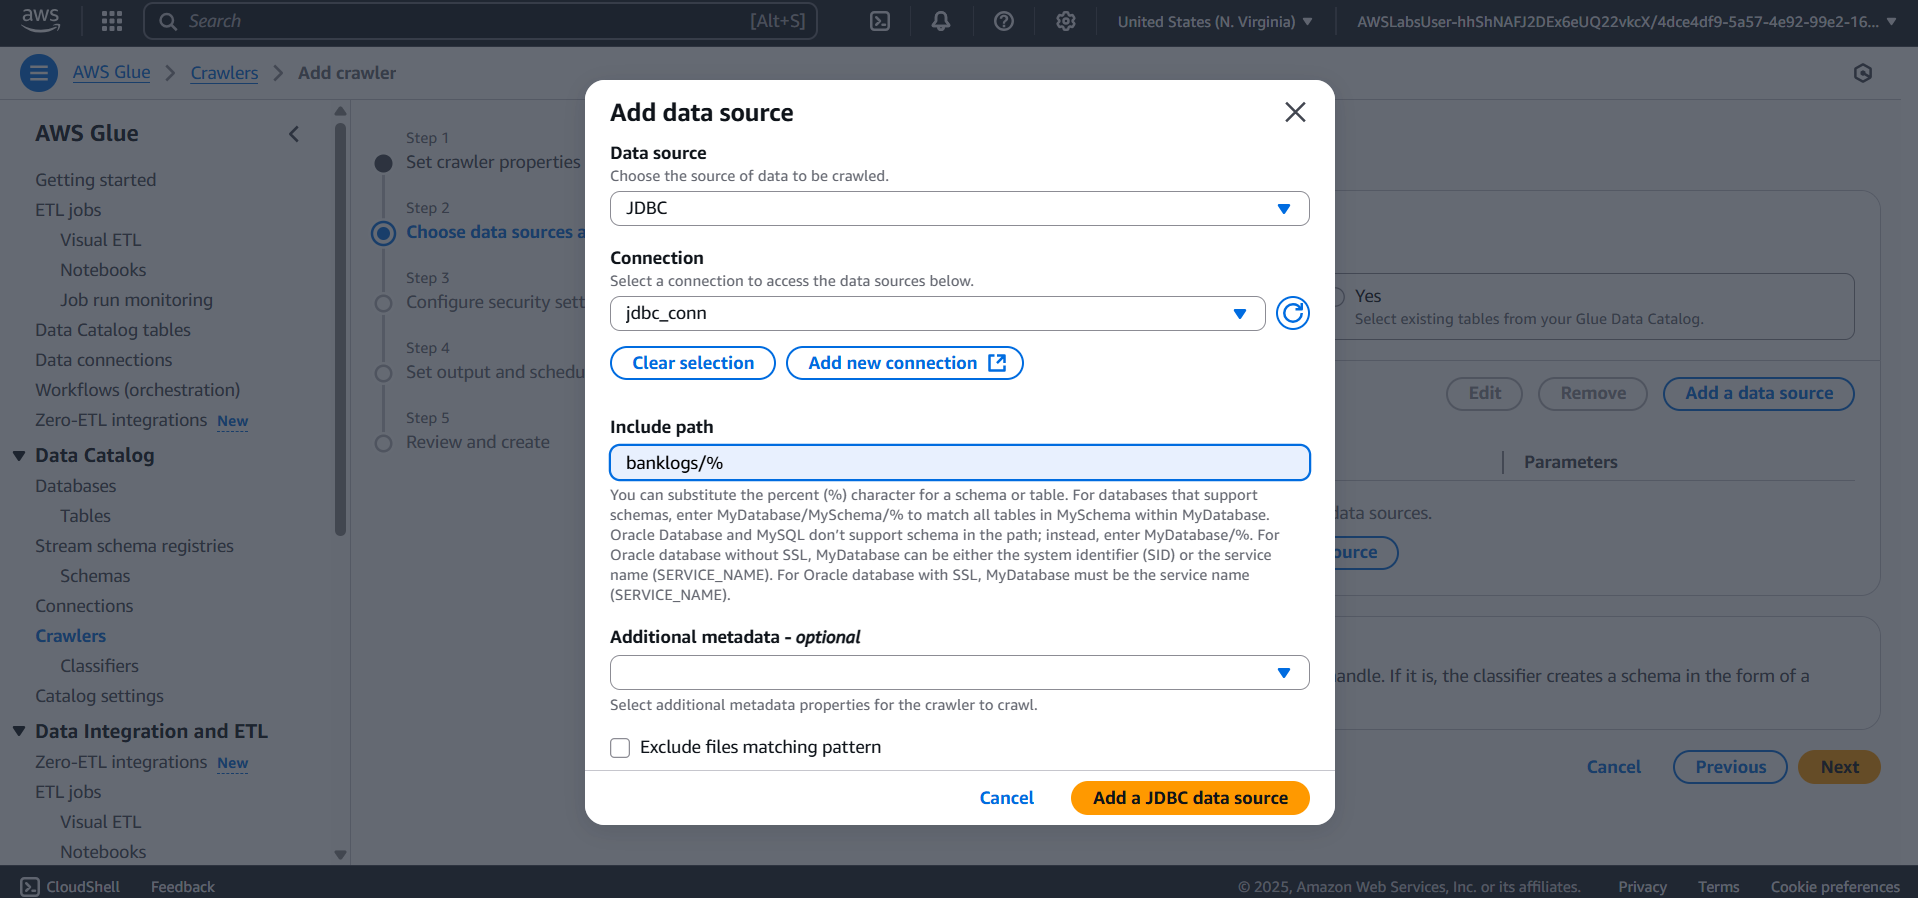 aws
Search
[Alt+S]
United States (N. Virginia)
AWSLabsUser-hhShNAFJ2DEx6eUQ22vkcX/4dce4df9-5a57-4e92-99e2-16...
AWS Glue
Crawlers
Add crawler
AWS Glue
Getting started
ETL jobs
Visual ETL
Notebooks
Job run monitoring
Data Catalog tables
Data connections
Workflows (orchestration)
Zero-ETL integrations New
Data Catalog
Databases
Tables
Stream schema registries
Schemas
Connections
Crawlers
Classifiers
Catalog settings
Data Integration and ETL
Zero-ETL integrations New
ETL jobs
Visual ETL
Notebooks
Step 1
Set crawler properties
Step 2
Choose data sources a
Step 3
Configure security sett
Step 4
Set output and schedu
Step 5
Review and create
Add data source
Data source
Choose the source of data to be crawled.
JDBC
Connection
Select a connection to access the data sources below.
jdbc_conn
Clear selection
Add new connection
Include path
banklogs/%
You can substitute the percent (%) character for a schema or table. For databases that support
schemas, enter MyDatabase/MySchema/% to match all tables in MySchema within MyDatabase.
Oracle Database and MySQL don’t support schema in the path; instead, enter MyDatabase/%. For
Oracle database without SSL, MyDatabase can be either the system identifier (SID) or the service
name (SERVICE_NAME). For Oracle database with SSL, MyDatabase must be the service name
(SERVICE_NAME).
Additional metadata - optional
Select additional metadata properties for the crawler to crawl.
Exclude files matching pattern
Cancel
Add a JDBC data source
Yes
Select existing tables from your Glue Data Catalog.
Edit
Remove
Add a data source
Parameters
data sources.
ource
andle. If it is, the classifier creates a schema in the form of a
Cancel
Previous
Next
CloudShell
Feedback
© 2025, Amazon Web Services, Inc. or its affiliates.
Privacy
Terms
Cookie preferences